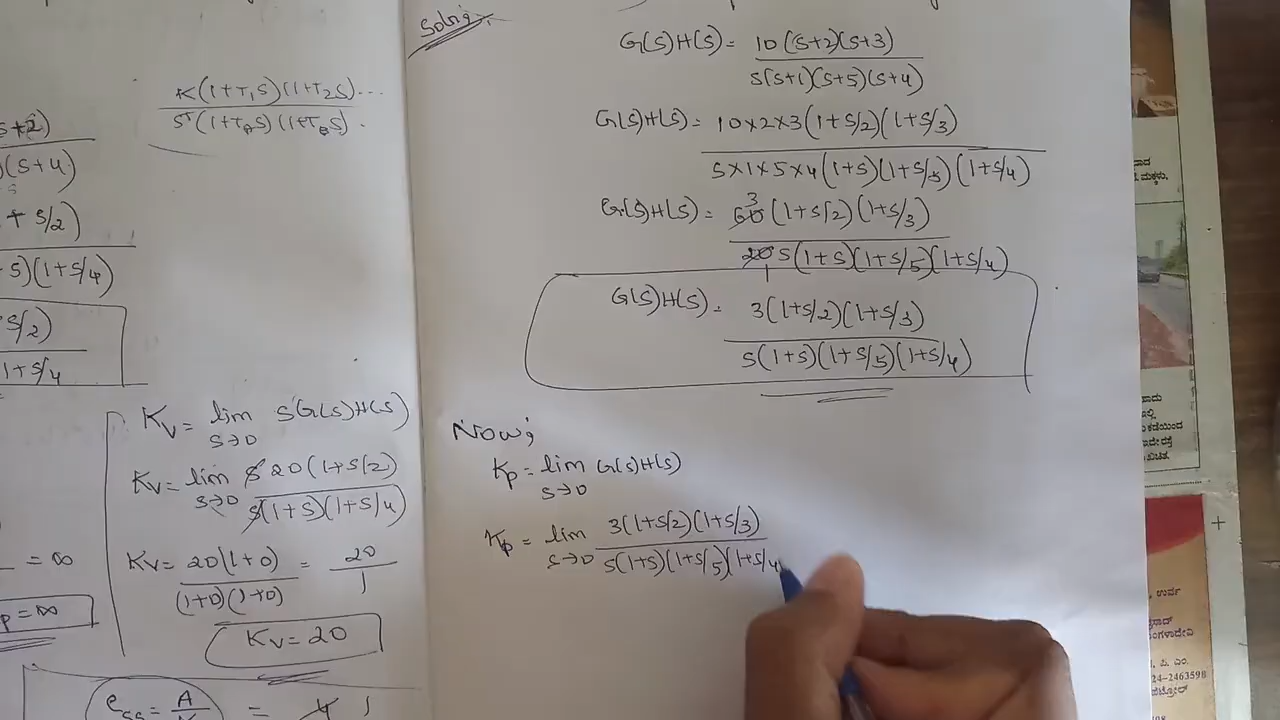 s+2)
)(s+4)
+ s/2)
s)(1+s/4)
s/2)
1+s/4
= ∞
p = ∞
K(1+T₁s)(1+T₂s)...
Sᵀ(1+Tₐs)(1+TᵦS).
Kv = lim s G(s)H(s)
s→0
Kv = lim s 20(1+s/2)
s→0 s(1+s)(1+s/4)
Kv = 20(1+0) = 20
(1+0)(1+0) 1
Kv = 20
ess = A =
Soln;
G(s)H(s) = 10(s+2)(s+3)
s(s+1)(s+5)(s+4)
G(s)H(s) = 10×2×3(1+s/2)(1+s/3)
s×1×5×4(1+s)(1+s/5)(1+s/4)
3
G(s)H(s) = 60(1+s/2)(1+s/3)
20 s(1+s)(1+s/5)(1+s/4)
1
G(s)H(s) = 3(1+s/2)(1+s/3)
s(1+s)(1+s/5)(1+s/4)
Now;
Kp = lim G(s)H(s)
s→0
Kp = lim 3(1+s/2)(1+s/3)
s→0 s(1+s)(1+s/5)(1+s/4
24-2463598